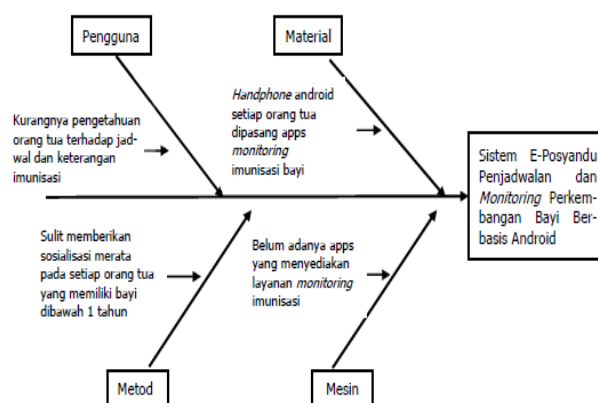 Pengguna
Material
Kurangnya pengetahuan
orang tua terhadap jad-
wal dan keterangan
imunisasi
Handphone android
setiap orang tua
dipasang apps
monitoring
imunisasi bayi
Sistem E-Posyandu
Penjadwalan dan
Monitoring Perkem-
bangan Bayi Ber-
basis Android
Sulit memberikan
sosialisasi merata
pada setiap orang tua
yang memiliki bayi
dibawah 1 tahun
Belum adanya apps
yang menyediakan
layanan monitoring
imunisasi
Metod
Mesin